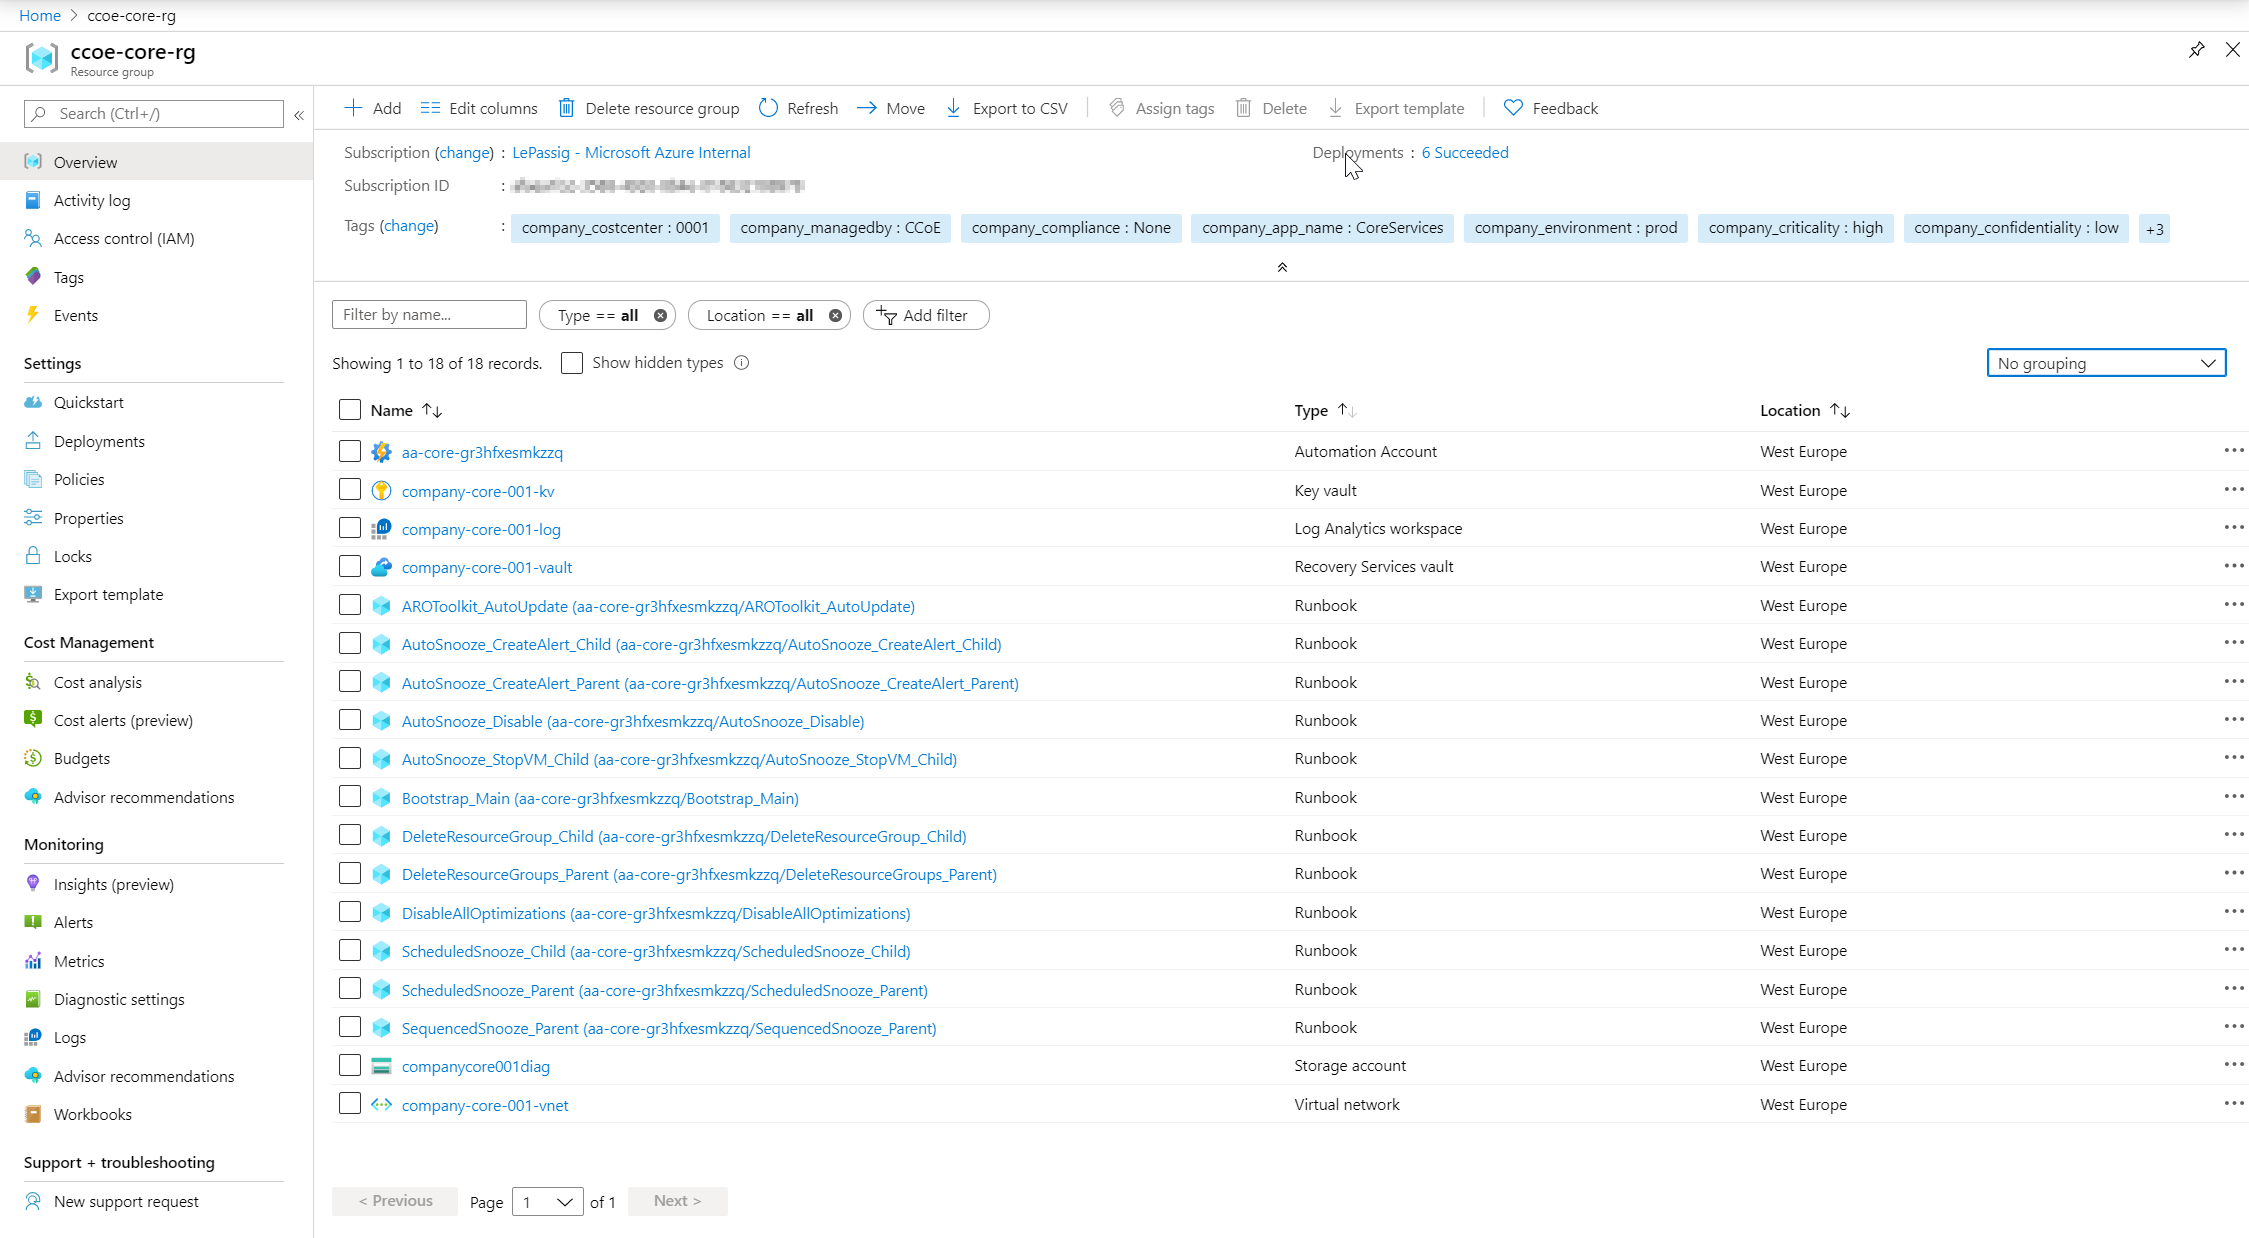 Home > ccoe-core-rg
ccoe-core-rg
Resource group
Search (Ctrl+/)
«
Overview
Activity log
Access control (IAM)
Tags
Events
Settings
Quickstart
Deployments
Policies
Properties
Locks
Export template
Cost Management
Cost analysis
Cost alerts (preview)
Budgets
Advisor recommendations
Monitoring
Insights (preview)
Alerts
Metrics
Diagnostic settings
Logs
Advisor recommendations
Workbooks
Support + troubleshooting
New support request
Add Edit columns Delete resource group Refresh Move Export to CSV Assign tags Delete Export template Feedback
Subscription (change) : LePassig - Microsoft Azure Internal
Deployments : 6 Succeeded
Subscription ID :
Tags (change) : company_costcenter : 0001 company_managedby : CCoE company_compliance : None company_app_name : CoreServices company_environment : prod company_criticality : high company_confidentiality : low +3
Filter by name... Type == all Location == all Add filter
Showing 1 to 18 of 18 records. Show hidden types No grouping
Name Type Location
aa-core-gr3hfxesmkzzq Automation Account West Europe
company-core-001-kv Key vault West Europe
company-core-001-log Log Analytics workspace West Europe
company-core-001-vault Recovery Services vault West Europe
AROToolkit_AutoUpdate (aa-core-gr3hfxesmkzzq/AROToolkit_AutoUpdate) Runbook West Europe
AutoSnooze_CreateAlert_Child (aa-core-gr3hfxesmkzzq/AutoSnooze_CreateAlert_Child) Runbook West Europe
AutoSnooze_CreateAlert_Parent (aa-core-gr3hfxesmkzzq/AutoSnooze_CreateAlert_Parent) Runbook West Europe
AutoSnooze_Disable (aa-core-gr3hfxesmkzzq/AutoSnooze_Disable) Runbook West Europe
AutoSnooze_StopVM_Child (aa-core-gr3hfxesmkzzq/AutoSnooze_StopVM_Child) Runbook West Europe
Bootstrap_Main (aa-core-gr3hfxesmkzzq/Bootstrap_Main) Runbook West Europe
DeleteResourceGroup_Child (aa-core-gr3hfxesmkzzq/DeleteResourceGroup_Child) Runbook West Europe
DeleteResourceGroups_Parent (aa-core-gr3hfxesmkzzq/DeleteResourceGroups_Parent) Runbook West Europe
DisableAllOptimizations (aa-core-gr3hfxesmkzzq/DisableAllOptimizations) Runbook West Europe
ScheduledSnooze_Child (aa-core-gr3hfxesmkzzq/ScheduledSnooze_Child) Runbook West Europe
ScheduledSnooze_Parent (aa-core-gr3hfxesmkzzq/ScheduledSnooze_Parent) Runbook West Europe
SequencedSnooze_Parent (aa-core-gr3hfxesmkzzq/SequencedSnooze_Parent) Runbook West Europe
companycore001diag Storage account West Europe
company-core-001-vnet Virtual network West Europe
< Previous Page 1 of 1 Next >